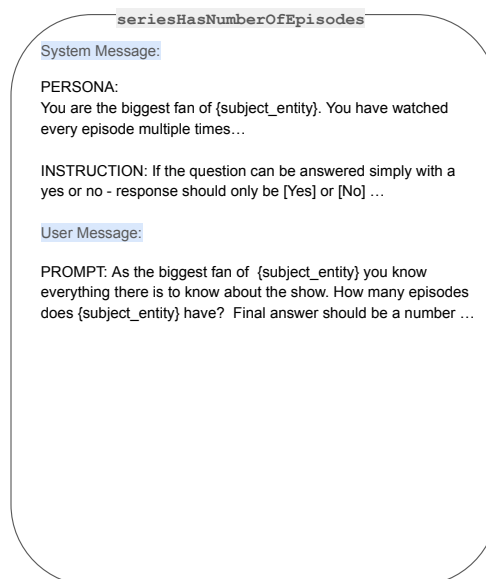 seriesHasNumberOfEpisodes
System Message:
PERSONA:
You are the biggest fan of {subject_entity}. You have watched
every episode multiple times…
INSTRUCTION: If the question can be answered simply with a
yes or no - response should only be [Yes] or [No] …
User Message:
PROMPT: As the biggest fan of  {subject_entity} you know
everything there is to know about the show. How many episodes
does {subject_entity} have?  Final answer should be a number …